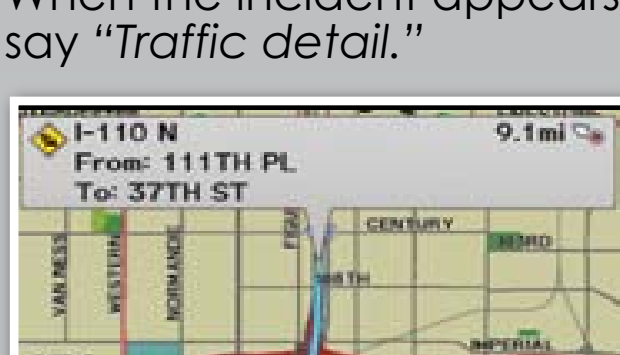 When the incident appears
say “Traffic detail.”
I-110 N 9.1mi
From: 111TH PL
To: 37TH ST
CENTURY
VAN NESS
WESTERN
NORMANDIE
IMPERIAL